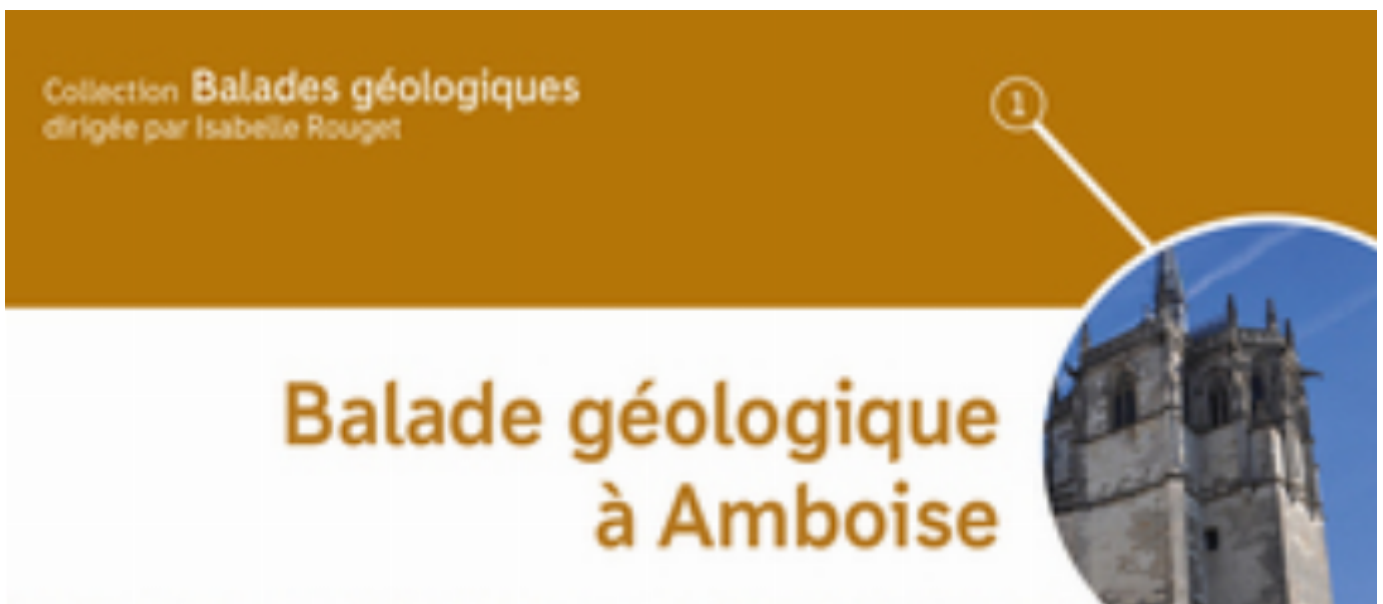 Collection Balades géologiques
dirigée par Isabelle Rouget
1
Balade géologique
à Amboise